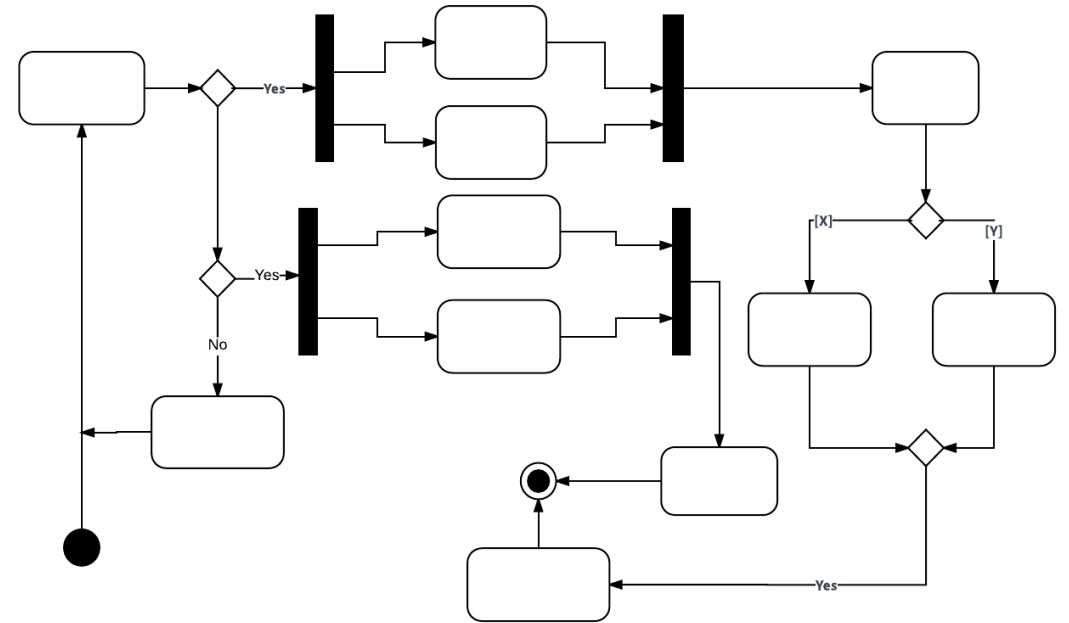 Yes
[X]
[Y]
Yes
No
Yes